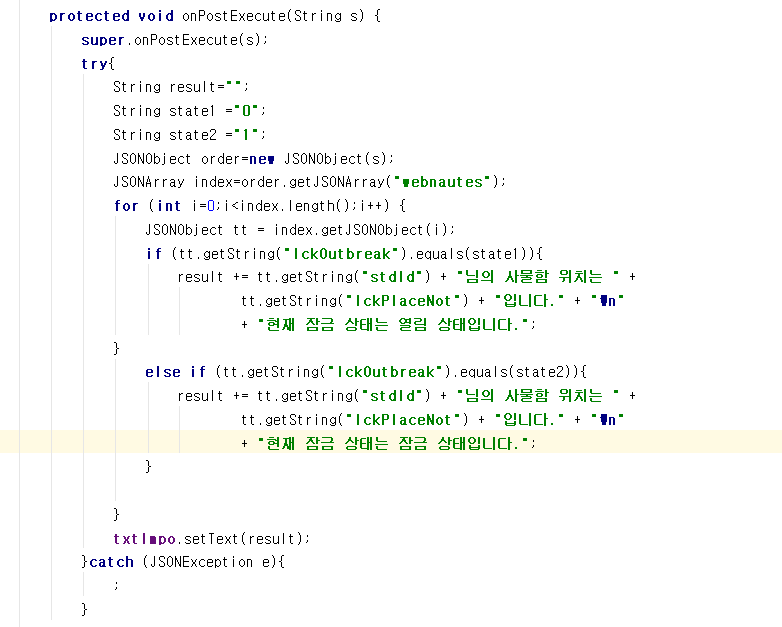 protected void onPostExecute(String s) {
super.onPostExecute(s);
try{
String result="";
String state1 ="0";
String state2 ="1";
JSONObject order=new JSONObject(s);
JSONArray index=order.getJSONArray("webnautes");
for (int i=0;i<index.length();i++) {
JSONObject tt = index.getJSONObject(i);
if (tt.getString("lckOutbreak").equals(state1)){
result += tt.getString("stdId") + "님의 사물함 위치는 " +
tt.getString("lckPlaceNot") + "입니다." + "₩n"
+ "현재 잠금 상태는 열림 상태입니다.";
}
else if (tt.getString("lckOutbreak").equals(state2)){
result += tt.getString("stdId") + "님의 사물함 위치는 " +
tt.getString("lckPlaceNot") + "입니다." + "₩n"
+ "현재 잠금 상태는 잠금 상태입니다.";
}
}
txtImpo.setText(result);
}catch (JSONException e){
;
}